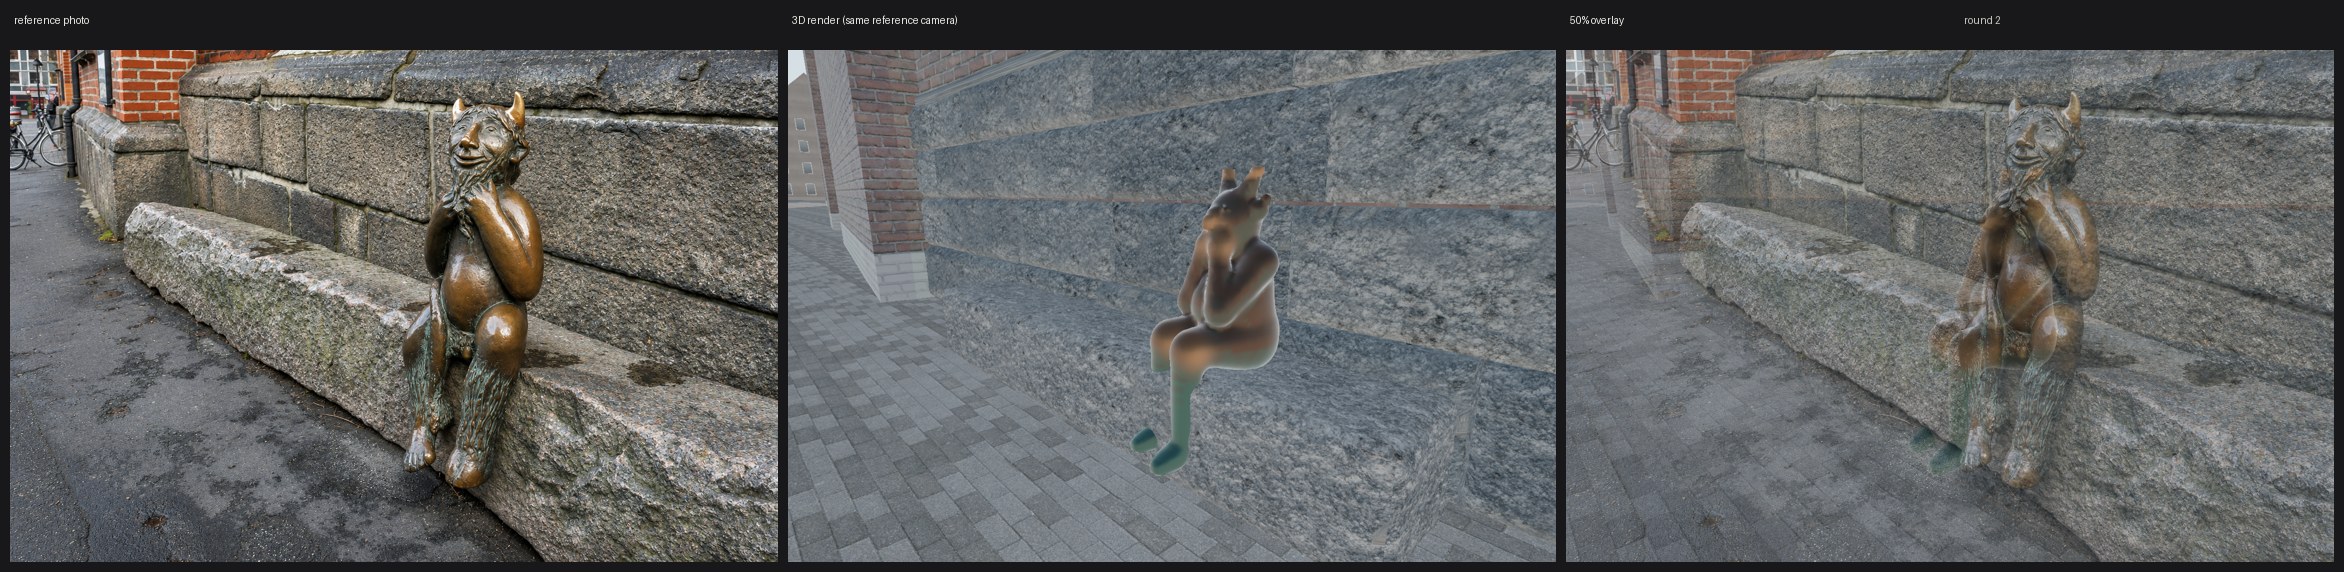 reference photo
3D render (same reference camera)
50% overlay
round 2